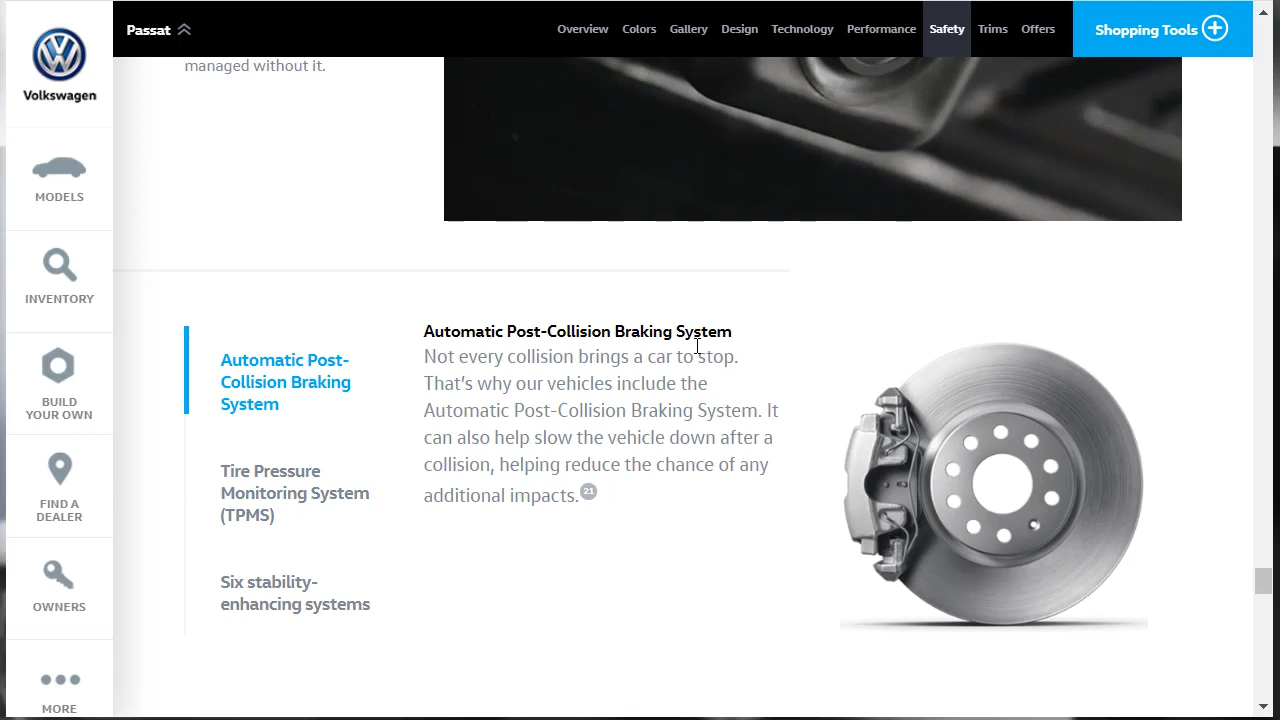 Passat
Overview
Colors
Gallery
Design
Technology
Performance
Safety
Trims
Offers
Shopping Tools
Volkswagen
MODELS
INVENTORY
BUILD
YOUR OWN
FIND A
DEALER
OWNERS
MORE
managed without it.
Automatic Post-
Collision Braking
System
Tire Pressure
Monitoring System
(TPMS)
Six stability-
enhancing systems
Automatic Post-Collision Braking System
Not every collision brings a car to stop.
That's why our vehicles include the
Automatic Post-Collision Braking System. It
can also help slow the vehicle down after a
collision, helping reduce the chance of any
additional impacts. 21